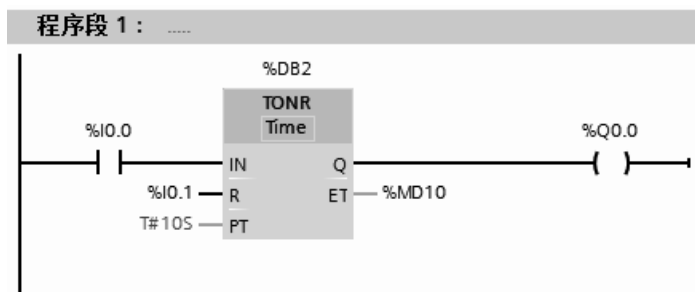 程序段 1： .....
%DB2
TONR
Time
%I0.0
%Q0.0
IN
Q
%I0.1
R
ET
%MD10
T#10S
PT